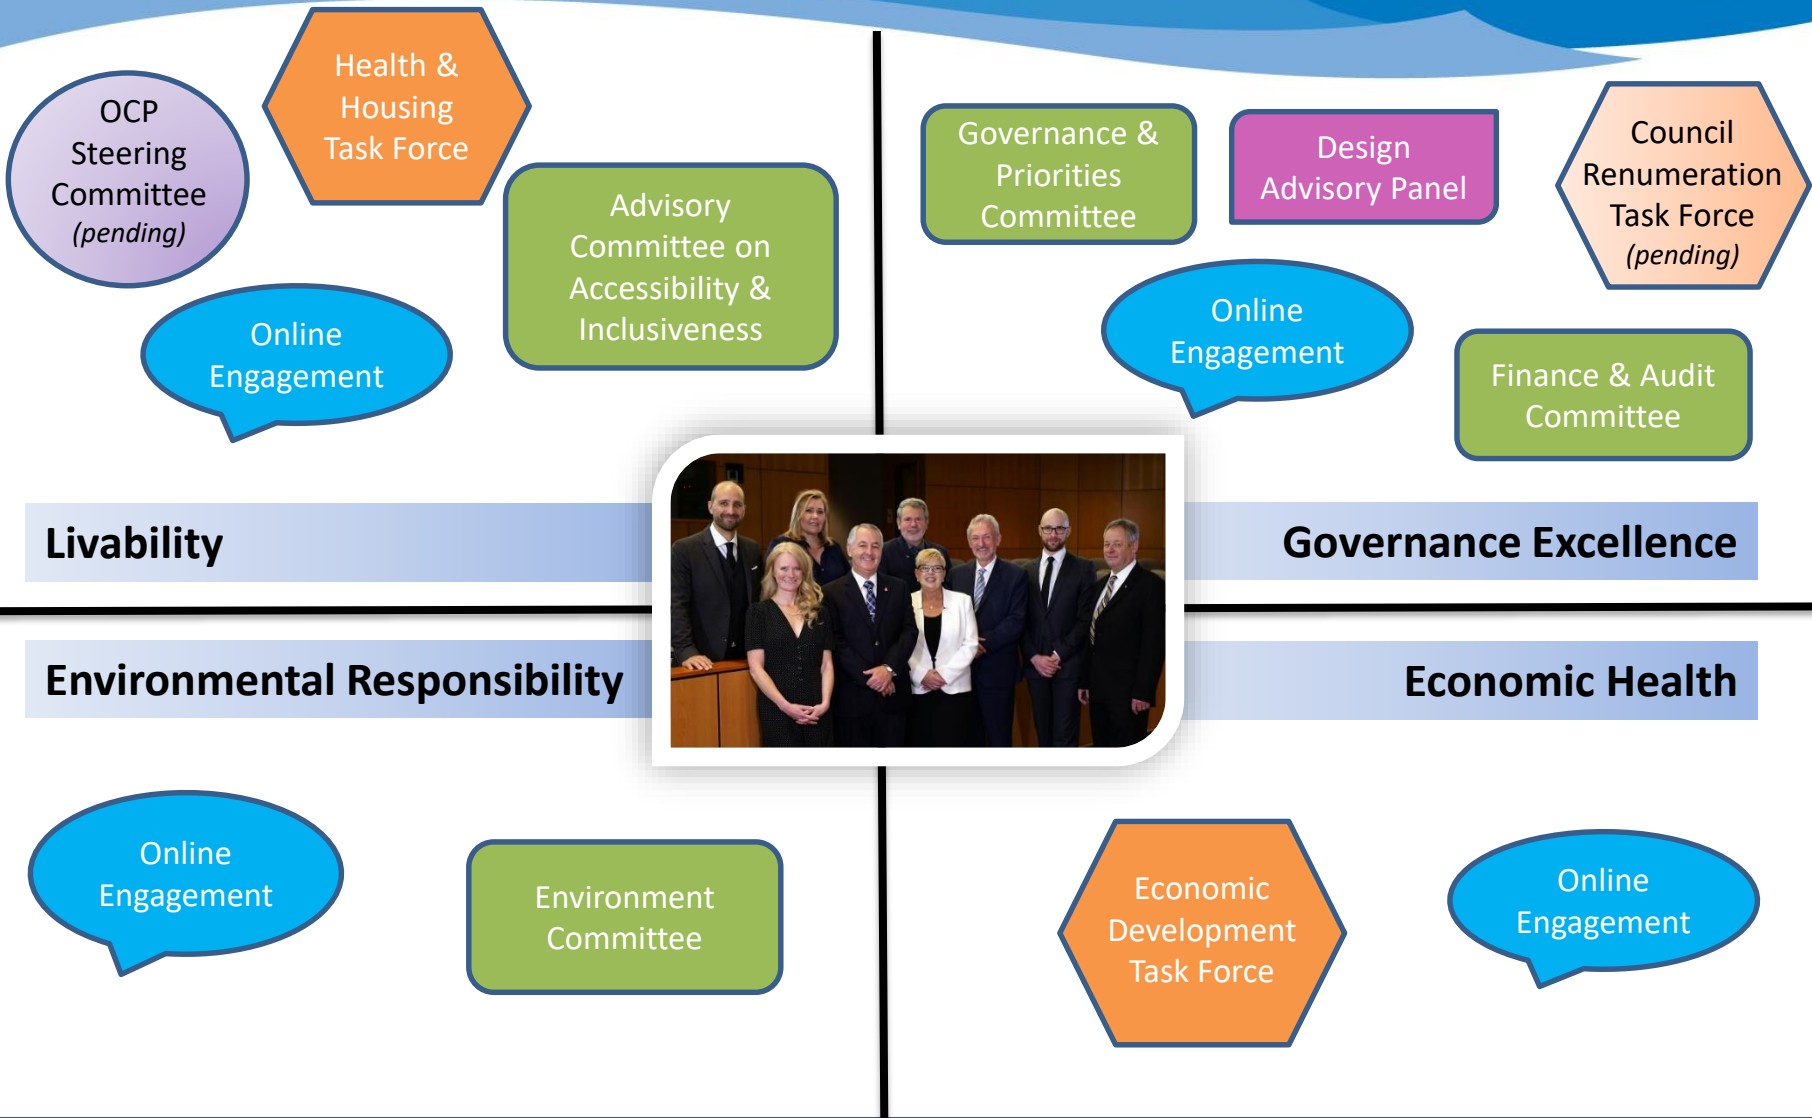 OCP
Steering
Committee
(pending)
Health &
Housing
Task Force
Advisory
Committee on
Accessibility &
Inclusiveness
Online
Engagement
Livability
Governance &
Priorities
Committee
Design
Advisory Panel
Council
Renumeration
Task Force
(pending)
Online
Engagement
Finance & Audit
Committee
Governance Excellence
Environmental Responsibility
Online
Engagement
Environment
Committee
Economic Health
Economic
Development
Task Force
Online
Engagement